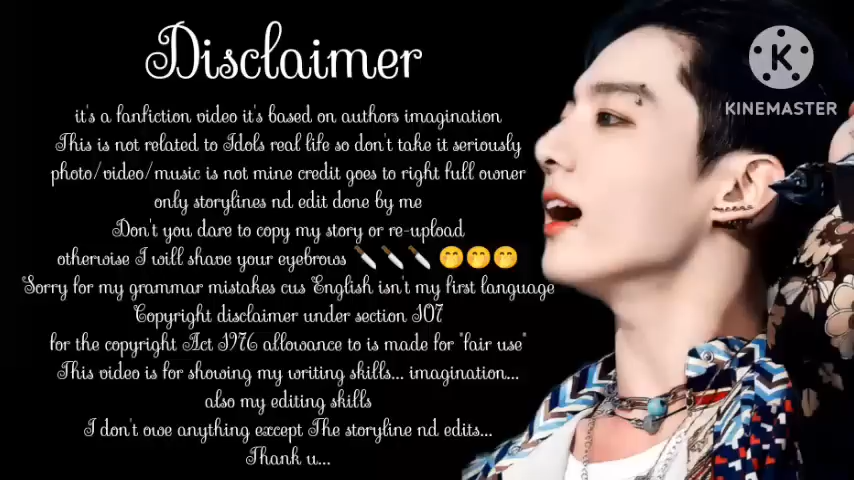 Disclaimer
it's a fanfiction video it's based on authors imagination
This is not related to Idols real life so don't take it seriously
photo/video/music is not mine credit goes to right full owner
only storylines nd edit done by me
Don't you dare to copy my story or re-upload
otherwise I will shave your eyebrows 🔪🔪🔪 🤭🤭🤭
Sorry for my grammar mistakes cus English isn't my first language
Copyright disclaimer under section 107
for the copyright Act 1976 allowance to is made for "fair use"
This video is for showing my writing skills... imagination...
also my editing skills
I don't owe anything except The storyline nd edits...
Thank u...
K
KINEMASTER